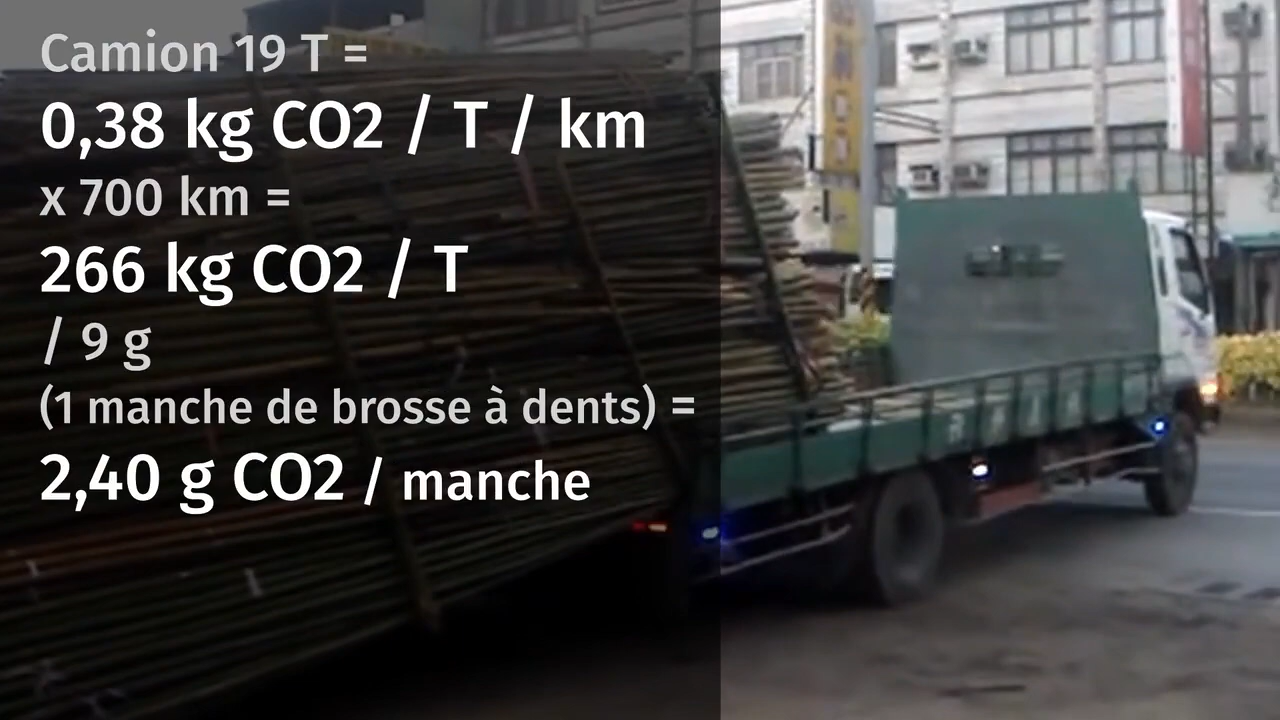 Camion 19 T =
0,38 kg CO2 / T / km
x 700 km =
266 kg CO2 / T
/ 9 g
(1 manche de brosse à dents) =
2,40 g CO2 / manche